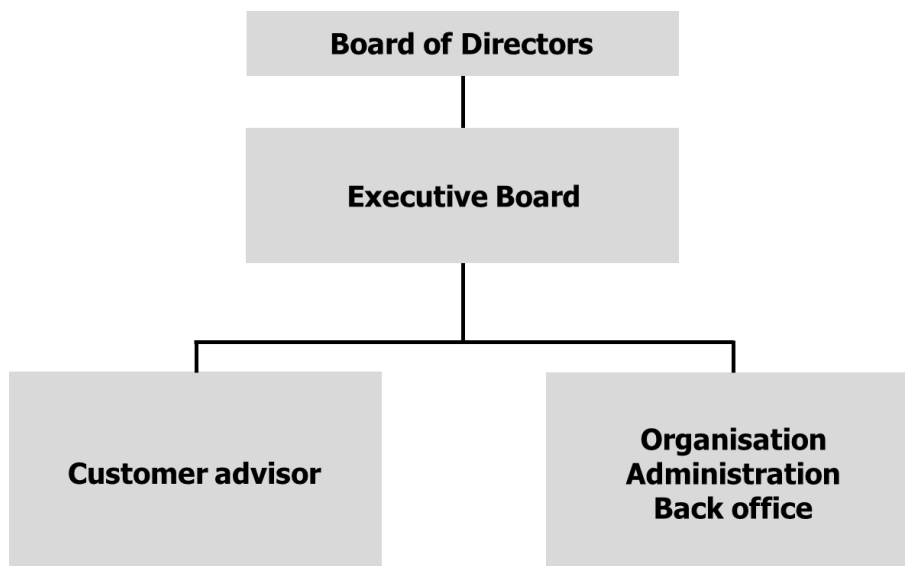 Board of Directors
Executive Board
Customer advisor
Organisation
Administration
Back office